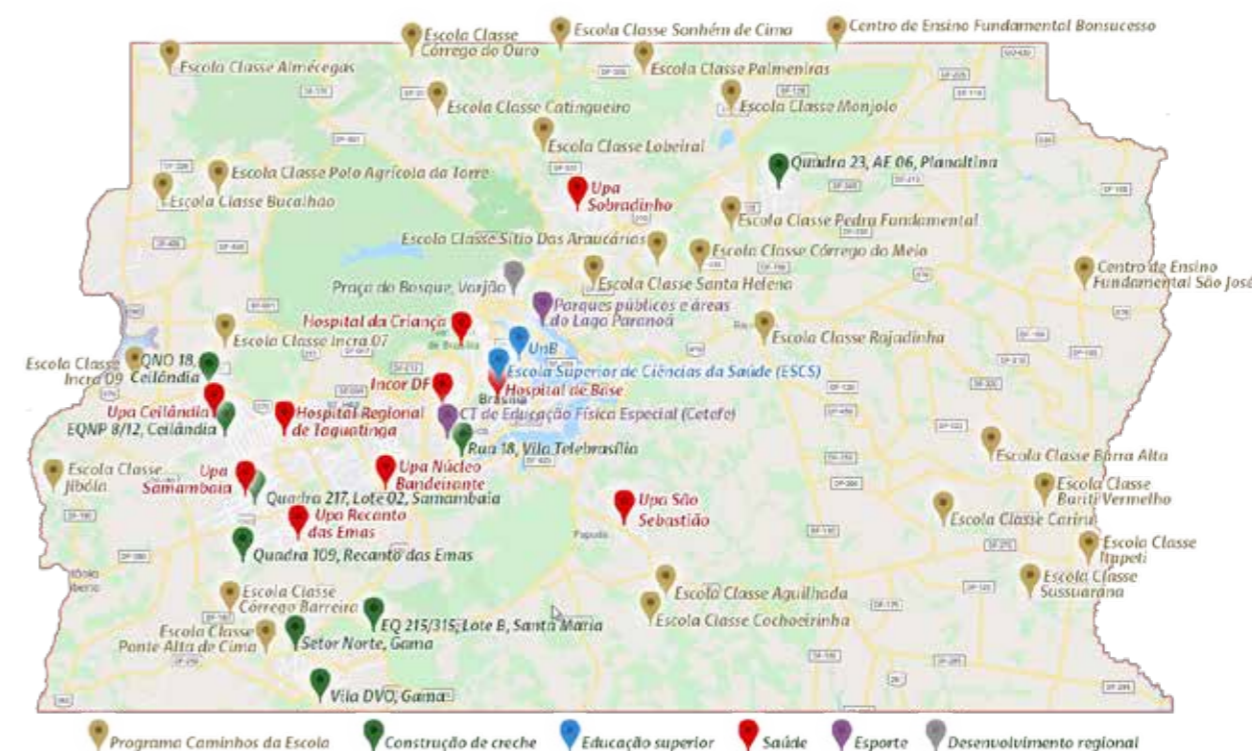 Escola Classe Sonhém de Cima
Centro de Ensino Fundamental Bonsucesso
Escola Classe
Córrego do Ouro
Escola Classe Almécegas
Escola Classe Palmeiras
Escola Classe Catingueiro
Escola Classe Monjolo
Escola Classe Lobeiral
Quadra 23, AE 06, Planaltina
Escola Classe Polo Agrícola da Torre
Escola Classe Bucalhão
Upa
Sobradinho
Escola Classe Pedra Fundamental
Escola Classe Sítio Das Araucárias
Escola Classe Córrego do Meio
Centro de Ensino
Fundamental São José
Praça do Bosque, Varjão
Escola Classe Santa Helena
Parques públicos e áreas
do Lago Paranoá
Hospital da Criança
Escola Classe Rajadinha
Escola Classe Incra 07
UnB
Escola Classe
Incra 09
QNO 18,
Ceilândia
Escola Superior de Ciências da Saúde (ESCS)
Incor DF
Hospital de Base
Brasília
Upa Ceilândia
EQNP 8/12, Ceilândia
Hospital Regional
de Taguatinga
CT de Educação Física Especial (Cetefe)
Rua 18, Vila Telebrasília
Escola Classe Barra Alta
Escola Classe
Jibóia
Upa
Samambaia
Upa Núcleo
Bandeirante
Quadra 217, Lote 02, Samambaia
Escola Classe
Buriti Vermelho
Upa São
Sebastião
Escola Classe Cariru
Upa Recanto
das Emas
Papuda
Quadra 109, Recanto das Emas
Escola Classe
Itapeti
Escola Classe
Sussuarana
Escola Classe
Córrego Barreira
Escola Classe Aguilhada
Escola Classe Cochoeirinha
EQ 215/315, Lote B, Santa Maria
Escola Classe
Ponte Alta de Cima
Setor Norte, Gama
Vila DVO, Gama
Programa Caminhos da Escola
Construção de creche
Educação superior
Saúde
Esporte
Desenvolvimento regional